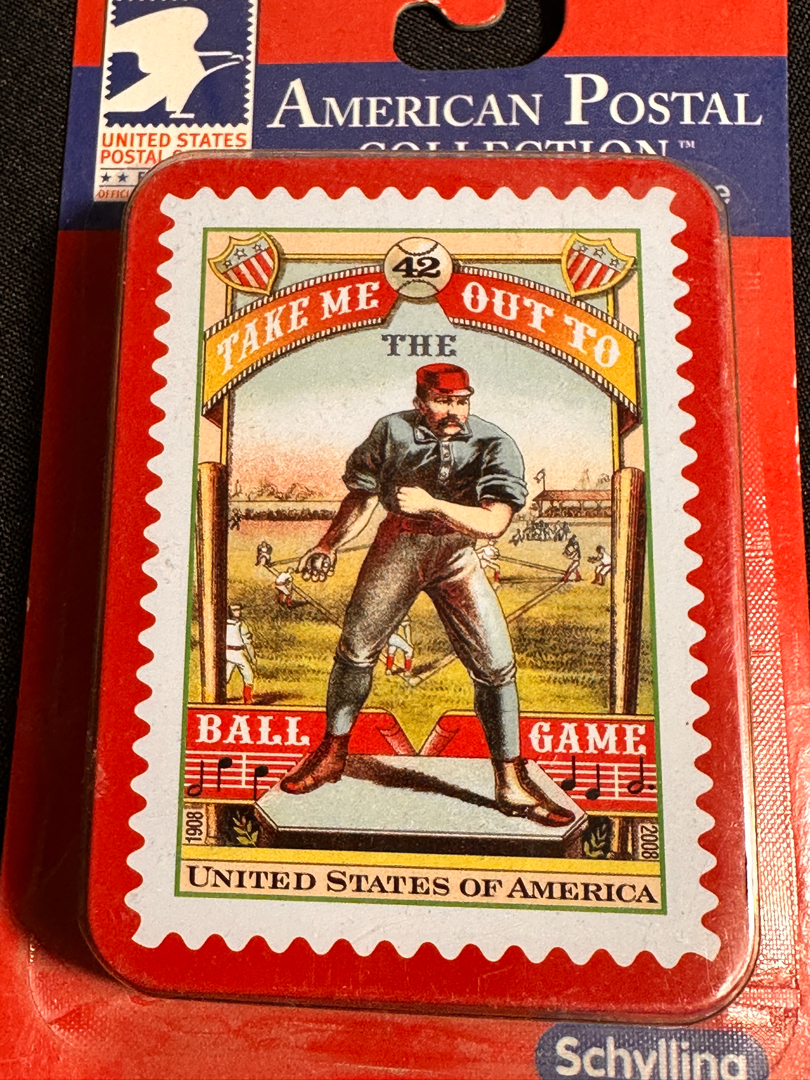 UNITED STATES
POSTAL
AMERICAN POSTAL
COLLECTION™
42
TAKE ME OUT TO
THE
BALL GAME
1908 2008
UNITED STATES OF AMERICA
Schylling